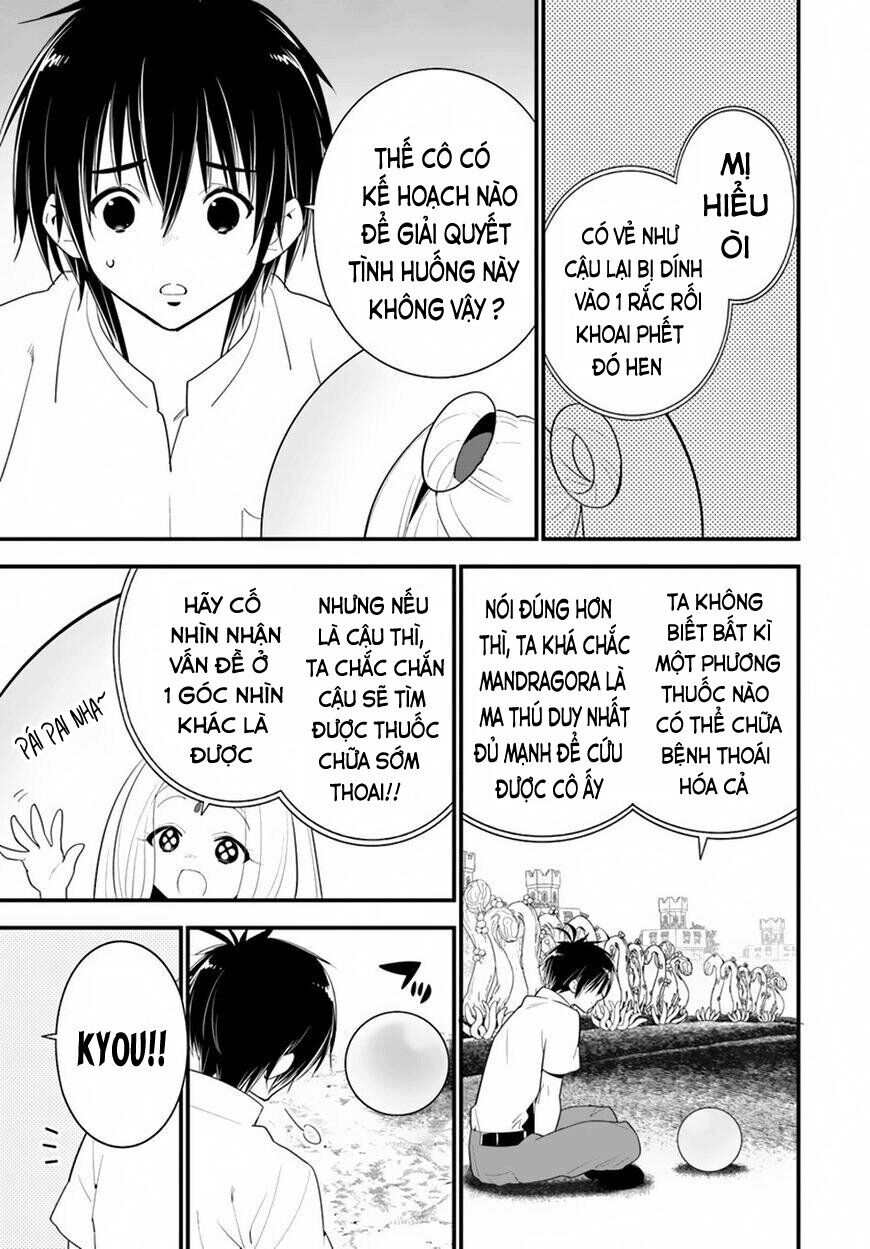 MỊ
HIỂU
ÒI
CÓ VẺ NHƯ
CẬU LẠI BỊ DÍNH
VÀO 1 RẮC RỐI
KHOAI PHẾT
ĐÓ HEN
THẾ CÔ CÓ
KẾ HOẠCH NÀO
ĐỂ GIẢI QUYẾT
TÌNH HUỐNG NÀY
KHÔNG VẬY ?
TA KHÔNG
BIẾT BẤT KÌ
MỘT PHƯƠNG
THUỐC NÀO
CÓ THỂ CHỮA
BỆNH THOÁI
HÓA CẢ
NÓI ĐÚNG HƠN
THÌ, TA KHÁ CHẮC
MANDRAGORA LÀ
MA THÚ DUY NHẤT
ĐỦ MẠNH ĐỂ CỨU
ĐƯỢC CÔ ẤY
NHƯNG NẾU
LÀ CẬU THÌ,
TA CHẮC CHẮN
CẬU SẼ TÌM
ĐƯỢC THUỐC
CHỮA SỚM
THOAI!!
HÃY CỐ
NHÌN NHẬN
VẤN ĐỀ Ở
1 GÓC NHÌN
KHÁC LÀ
ĐƯỢC
PÁI PAI NHA~
KYOU!!